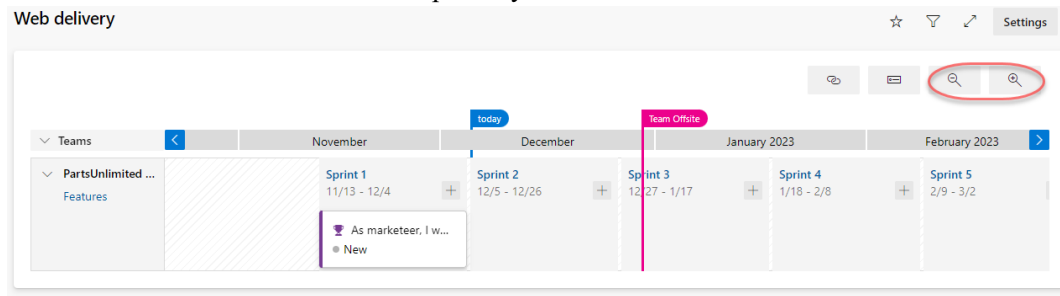 Web delivery
Settings
today
Team Offsite
Teams
November
December
January 2023
February 2023
PartsUnlimited ...
Features
Sprint 1
11/13 - 12/4
Sprint 2
12/5 - 12/26
Sprint 3
12/27 - 1/17
Sprint 4
1/18 - 2/8
Sprint 5
2/9 - 3/2
As marketeer, I w...
New